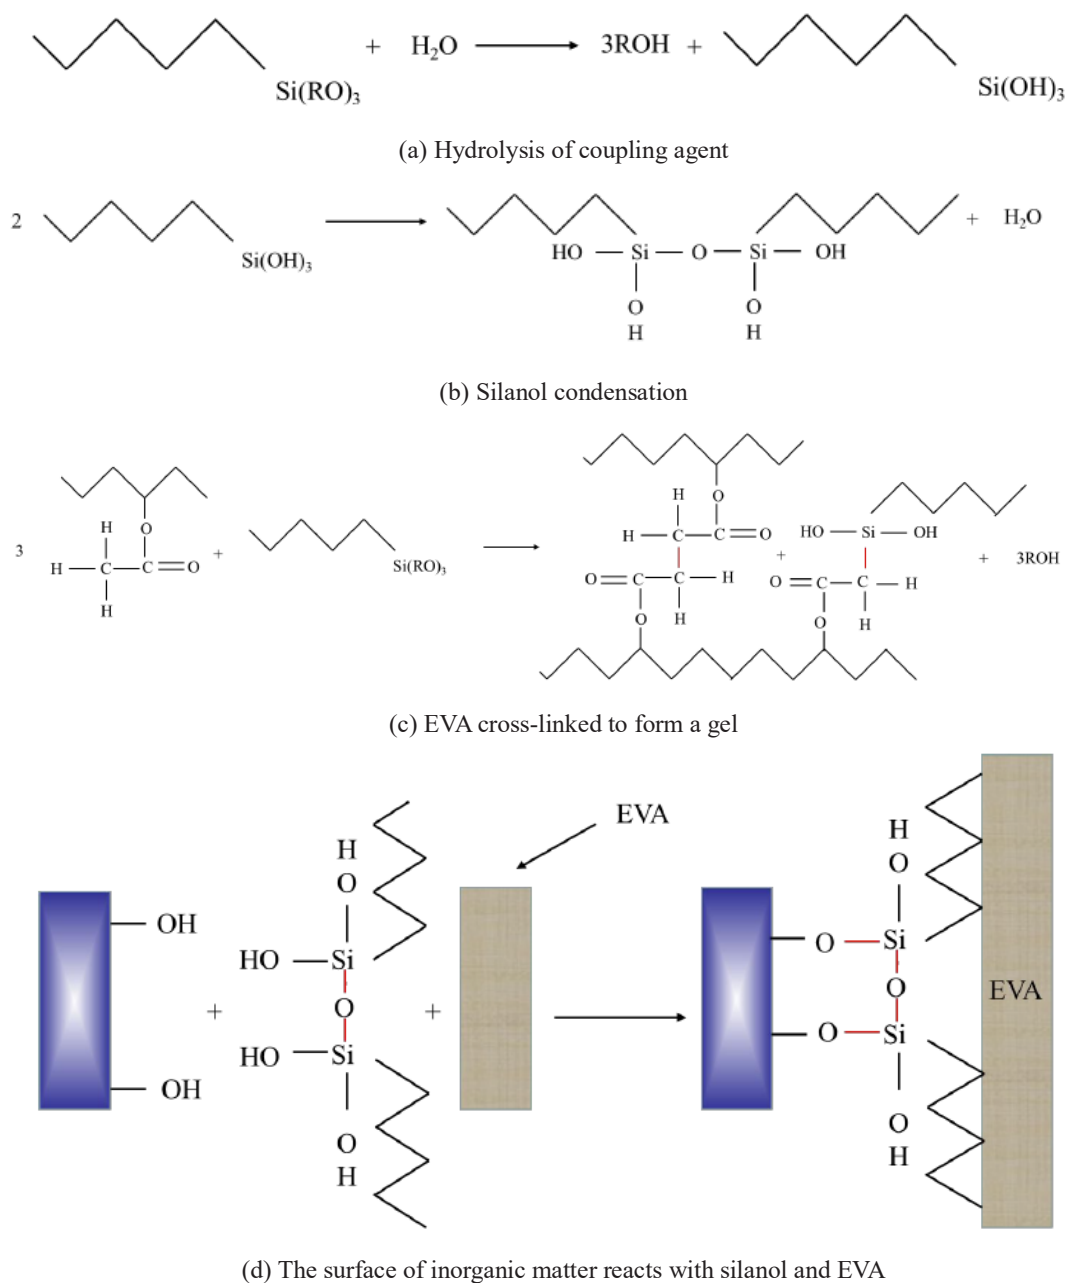 + H₂O 3ROH +
Si(RO)₃ Si(OH)₃
(a) Hydrolysis of coupling agent
2 + H₂O
Si(OH)₃ HO Si O Si OH
O O
H H
(b) Silanol condensation
H O
H C C O HO Si OH
3 H O + Si(RO)₃ + + 3ROH
H C C O O C C H O C C H
H O H O H
(c) EVA cross-linked to form a gel
EVA
H H
O O
OH O Si
HO Si
+ O + O EVA
HO Si O Si
OH
O O
H H
(d) The surface of inorganic matter reacts with silanol and EVA